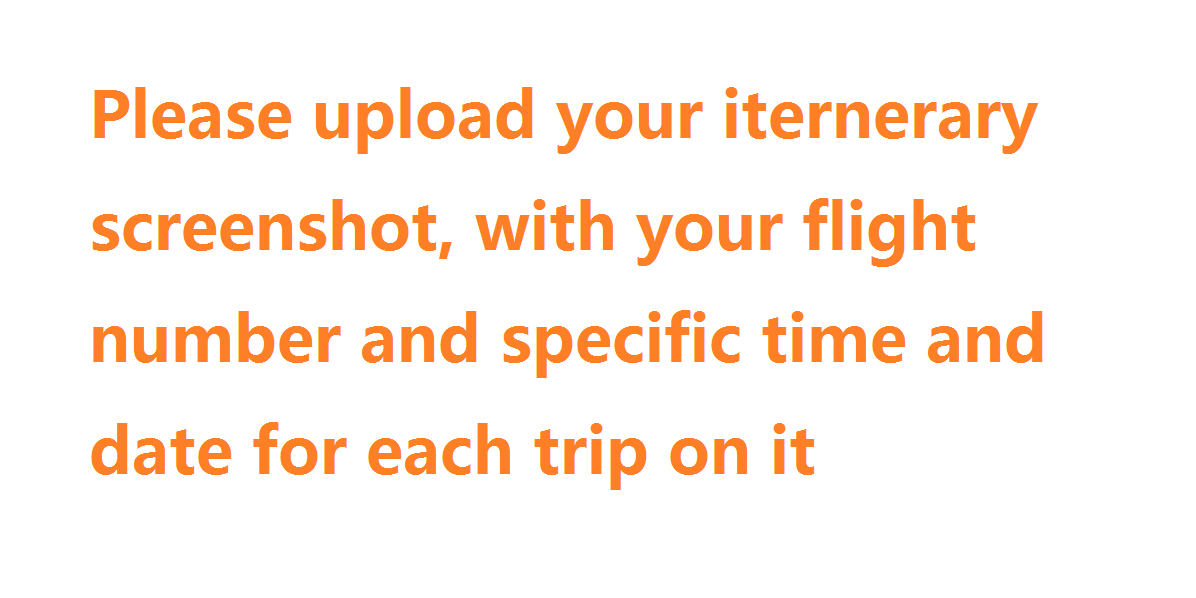 Please upload your iternerary
screenshot, with your flight
number and specific time and
date for each trip on it